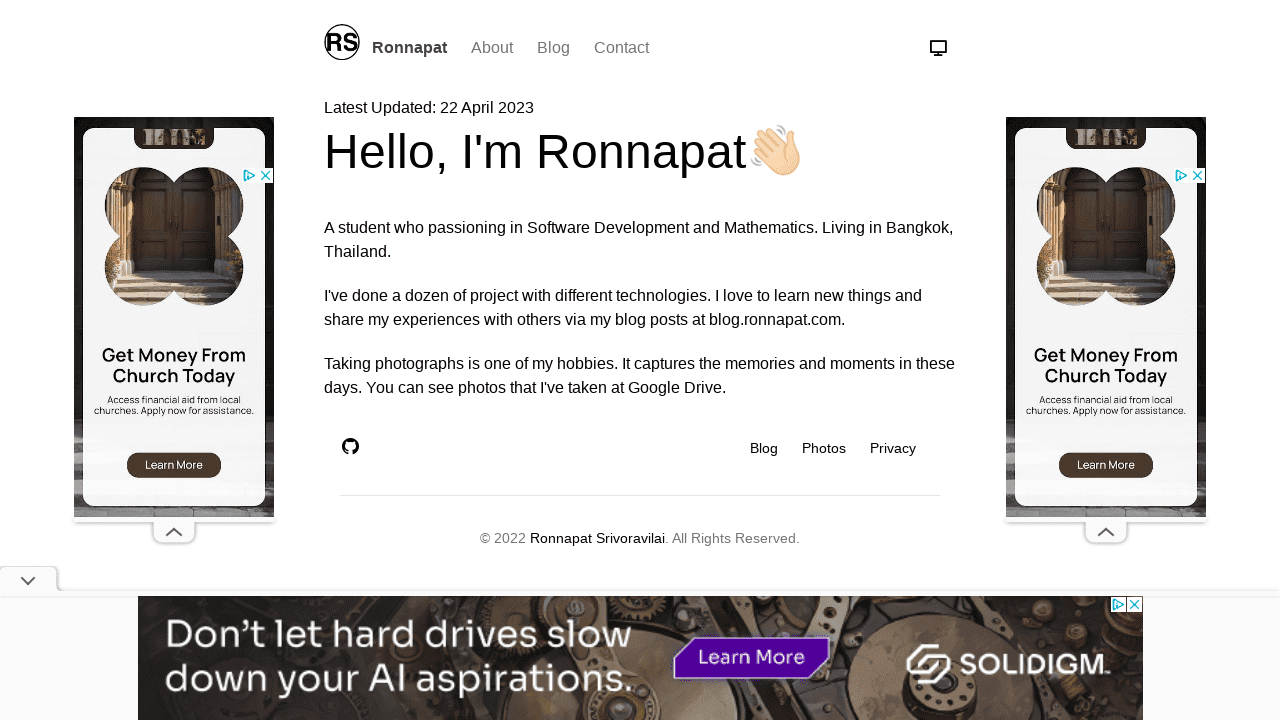 RS Ronnapat About Blog Contact
Latest Updated: 22 April 2023
Hello, I'm Ronnapat👋🏻
A student who passioning in Software Development and Mathematics. Living in Bangkok,
Thailand.
I've done a dozen of project with different technologies. I love to learn new things and
share my experiences with others via my blog posts at blog.ronnapat.com.
Taking photographs is one of my hobbies. It captures the memories and moments in these
days. You can see photos that I've taken at Google Drive.
Blog Photos Privacy
© 2022 Ronnapat Srivoravilai. All Rights Reserved.
Get Money From
Church Today
Access financial aid from local
churches. Apply now for assistance.
Learn More
Get Money From
Church Today
Access financial aid from local
churches. Apply now for assistance.
Learn More
Don't let hard drives slow
down your AI aspirations.
Learn More
SOLIDIGM